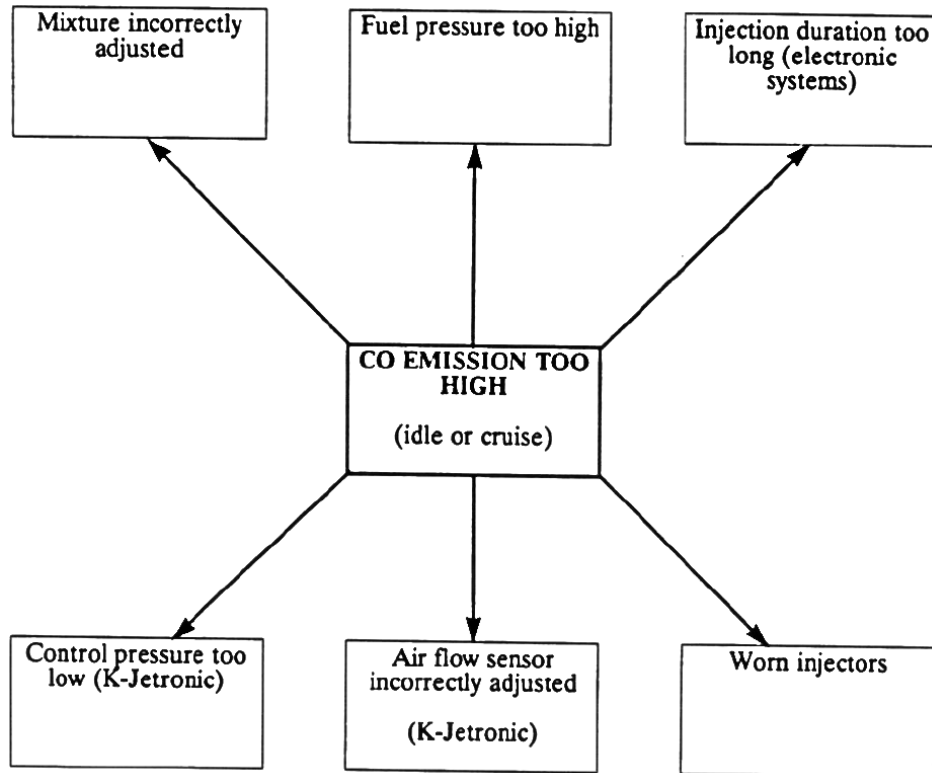 Mixture incorrectly
adjusted
Fuel pressure too high
Injection duration too
long (electronic
systems)
CO EMISSION TOO
HIGH
(idle or cruise)
Control pressure too
low (K-Jetronic)
Air flow sensor
incorrectly adjusted
(K-Jetronic)
Worn injectors